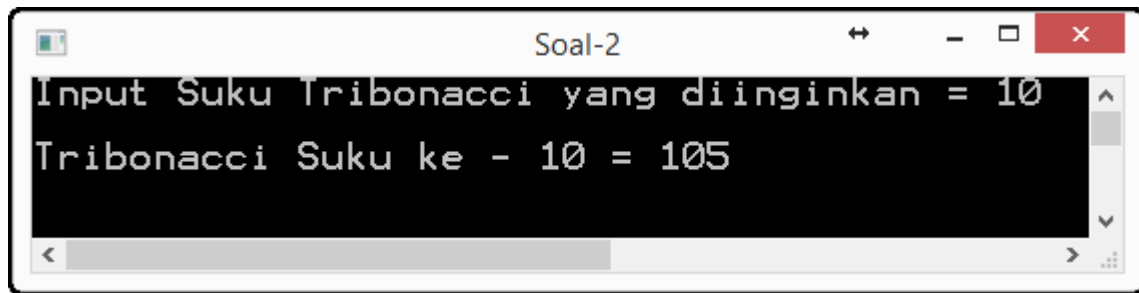 Soal-2
Input Suku Tribonacci yang diinginkan = 10
Tribonacci Suku ke - 10 = 105